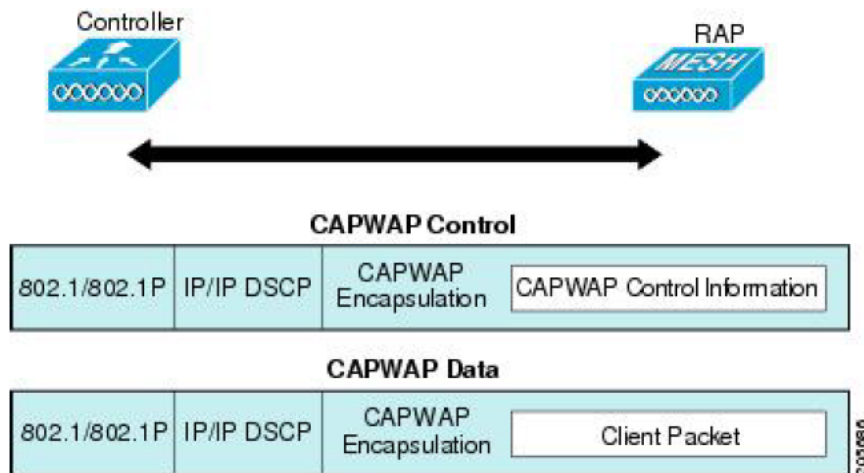 Controller
RAP
MESH
CAPWAP Control
802.1/802.1P
IP/IP DSCP
CAPWAP
Encapsulation
CAPWAP Control Information
CAPWAP Data
802.1/802.1P
IP/IP DSCP
CAPWAP
Encapsulation
Client Packet